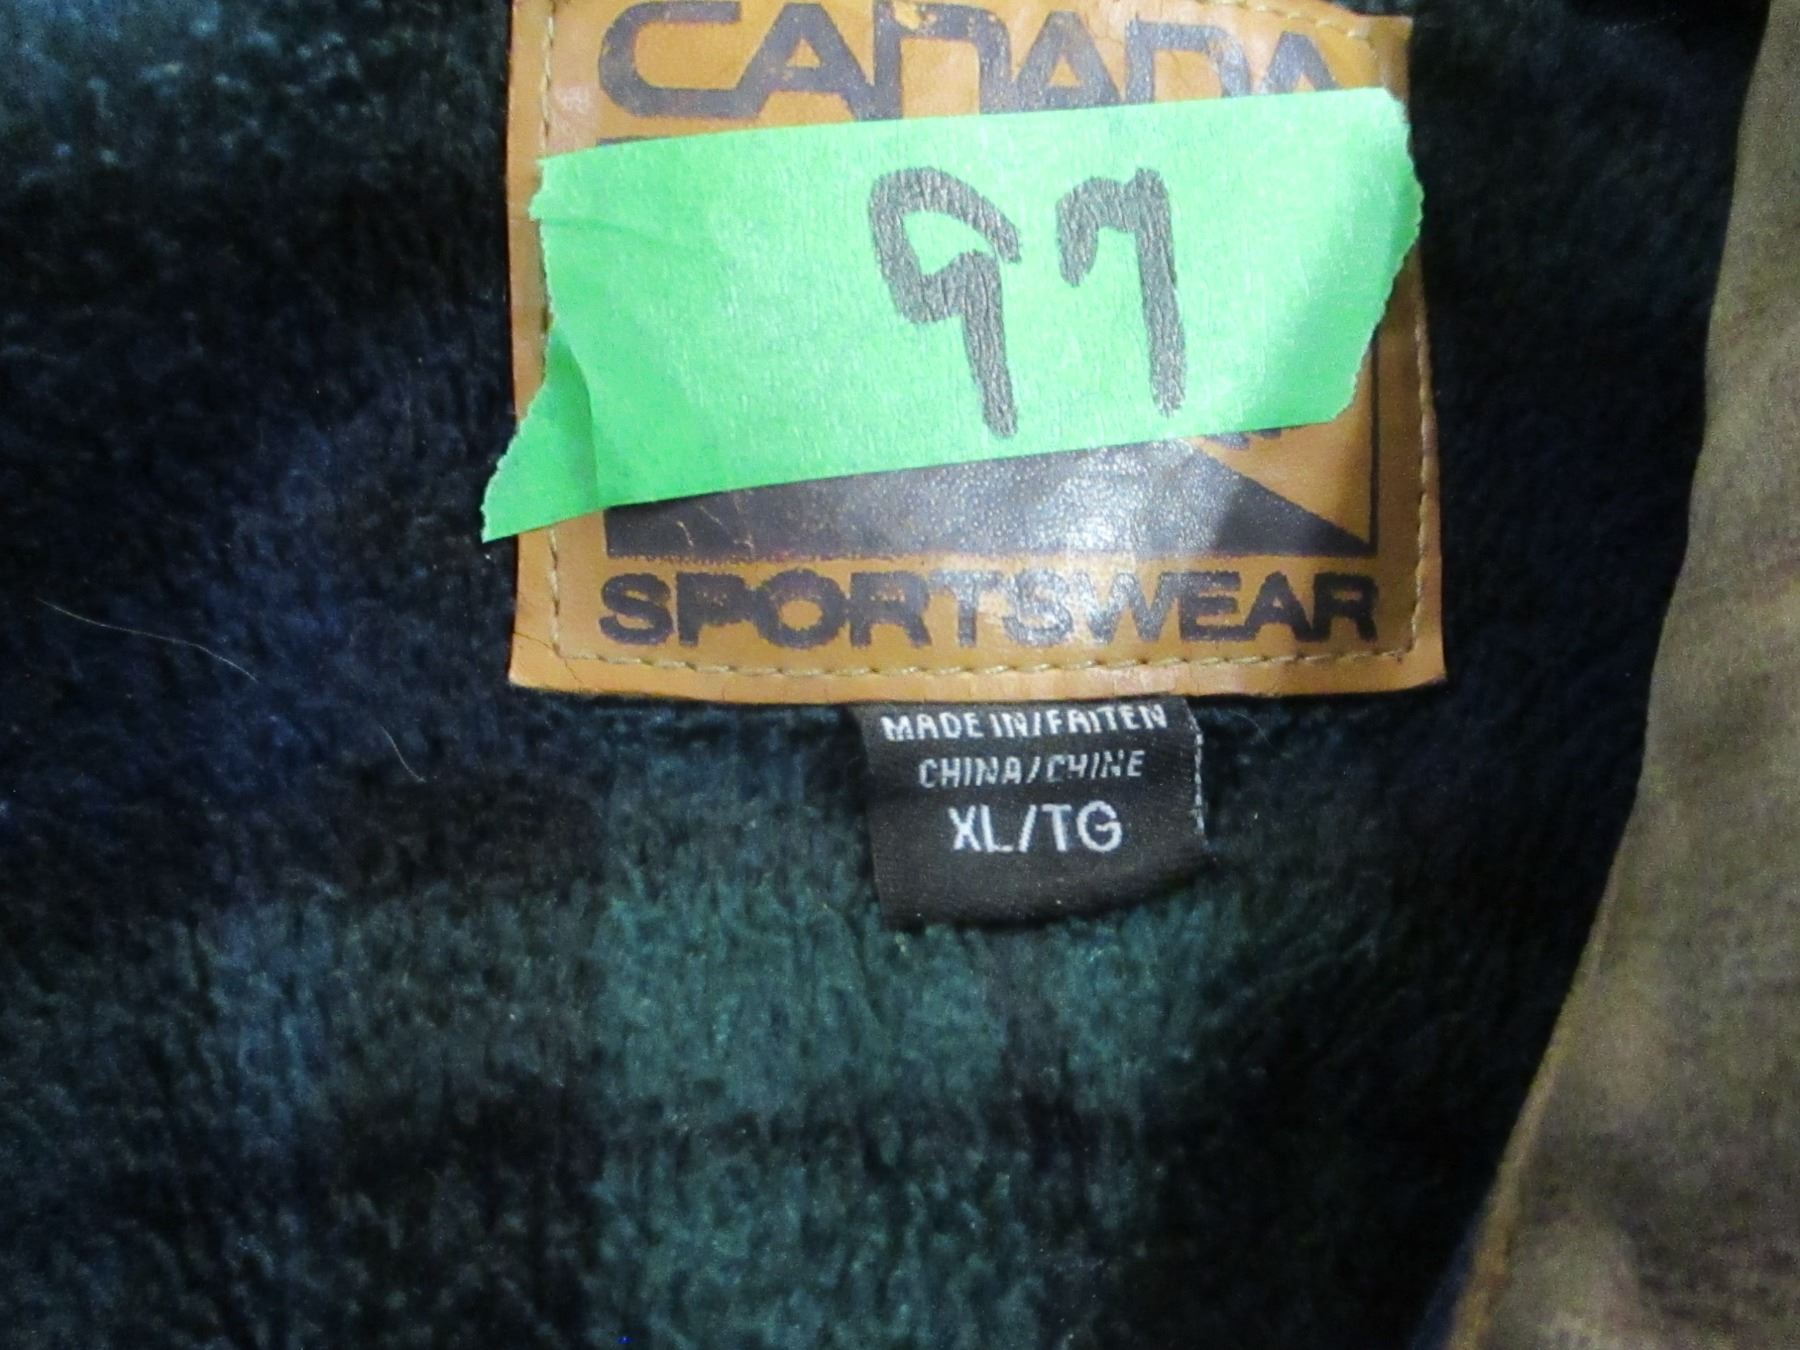 CANADA
97
SPORTSWEAR
MADE IN/FAITEN
CHINA/CHINE
XL/TG